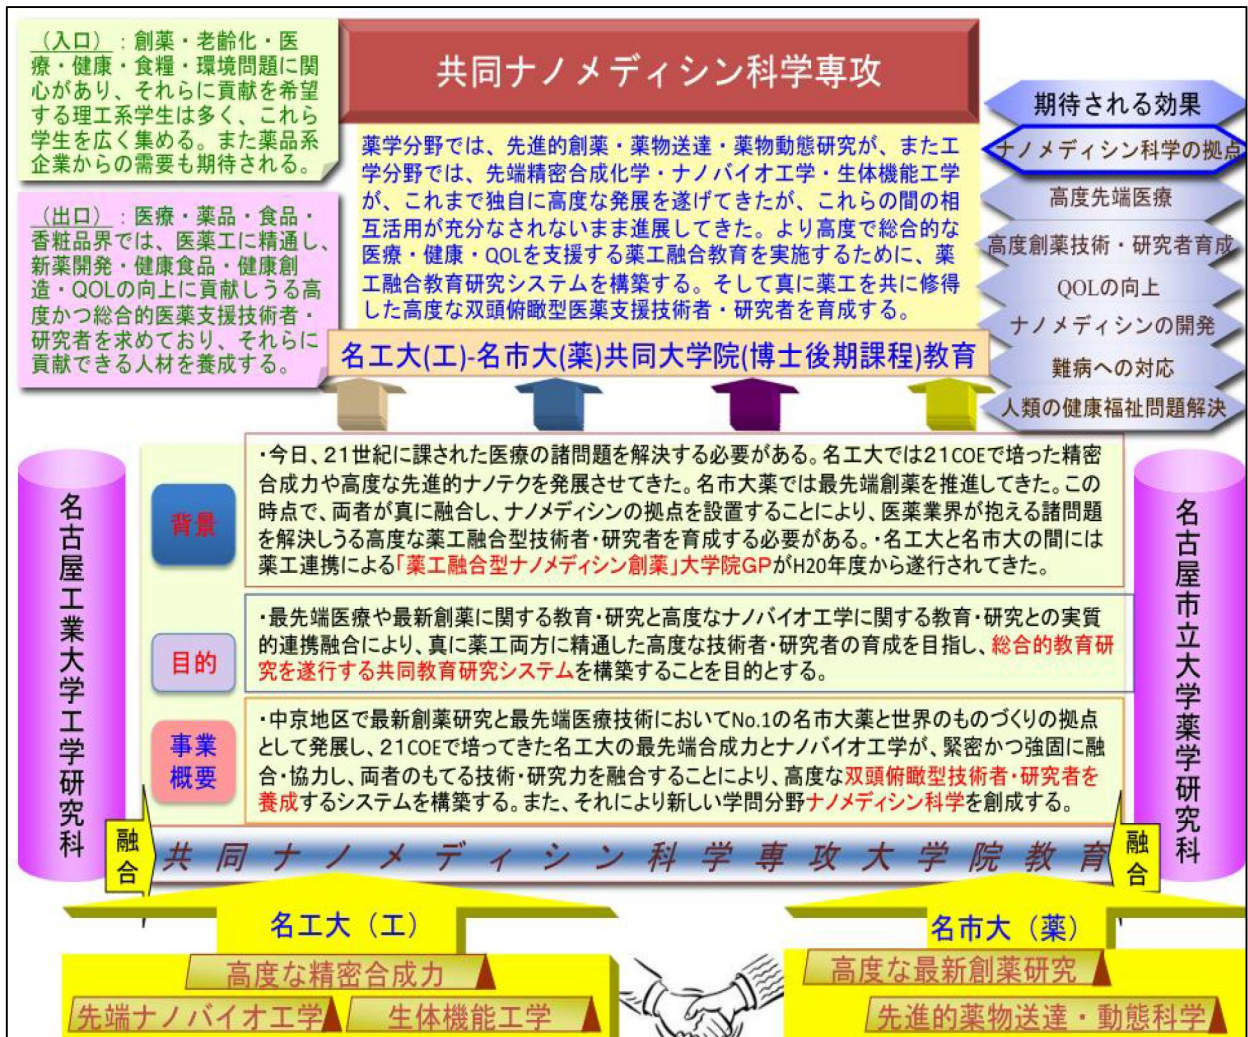 共同ナノメディシン科学専攻
（入口）：創薬・老齢化・医
療・健康・食糧・環境問題に関
心があり、それらに貢献を希望
する理工系学生は多く、これら
学生を広く集める。また薬品系
企業からの需要も期待される。
（出口）：医療・薬品・食品・
香粧品界では、医薬工に精通し、
新薬開発・健康食品・健康創
造・QOLの向上に貢献しうる高
度かつ総合的医薬支援技術者・
研究者を求めており、それらに
貢献できる人材を養成する。
薬学分野では、先進的創薬・薬物送達・薬物動態研究が、また工
学分野では、先端精密合成化学・ナノバイオ工学・生体機能工学
が、これまで独自に高度な発展を遂げてきたが、これらの間の相
互活用が充分なされないまま進展してきた。より高度で総合的な
医療・健康・QOLを支援する薬工融合教育を実施するために、薬
工融合教育研究システムを構築する。そして真に薬工を共に修得
した高度な双頭俯瞰型医薬支援技術者・研究者を育成する。
名工大(工)-名市大(薬)共同大学院(博士後期課程)教育
期待される効果
ナノメディシン科学の拠点
高度先端医療
高度創薬技術・研究者育成
QOLの向上
ナノメディシンの開発
難病への対応
人類の健康福祉問題解決
名古屋工業大学工学研究科
背景
・今日、21世紀に課された医療の諸問題を解決する必要がある。名工大では21COEで培った精密
合成力や高度な先進的ナノテクを発展させてきた。名市大薬では最先端創薬を推進してきた。この
時点で、両者が真に融合し、ナノメディシンの拠点を設置することにより、医薬業界が抱える諸問題
を解決しうる高度な薬工融合型技術者・研究者を育成する必要がある。・名工大と名市大の間には
薬工連携による「薬工融合型ナノメディシン創薬」大学院GPがH20年度から遂行されてきた。
目的
・最先端医療や最新創薬に関する教育・研究と高度なナノバイオ工学に関する教育・研究との実質
的連携融合により、真に薬工両方に精通した高度な技術者・研究者の育成を目指し、総合的教育研
究を遂行する共同教育研究システムを構築することを目的とする。
事業
概要
・中京地区で最新創薬研究と最先端医療技術においてNo.1の名市大薬と世界のものづくりの拠点
として発展し、21COEで培ってきた名工大の最先端合成力とナノバイオ工学が、緊密かつ強固に融
合・協力し、両者のもてる技術・研究力を融合することにより、高度な双頭俯瞰型技術者・研究者を
養成するシステムを構築する。また、それにより新しい学問分野ナノメディシン科学を創成する。
名古屋市立大学薬学研究科
融合
共同ナノメディシン科学専攻大学院教育
融合
名工大（工）
高度な精密合成力
先端ナノバイオ工学
生体機能工学
名市大（薬）
高度な最新創薬研究
先進的薬物送達・動態科学